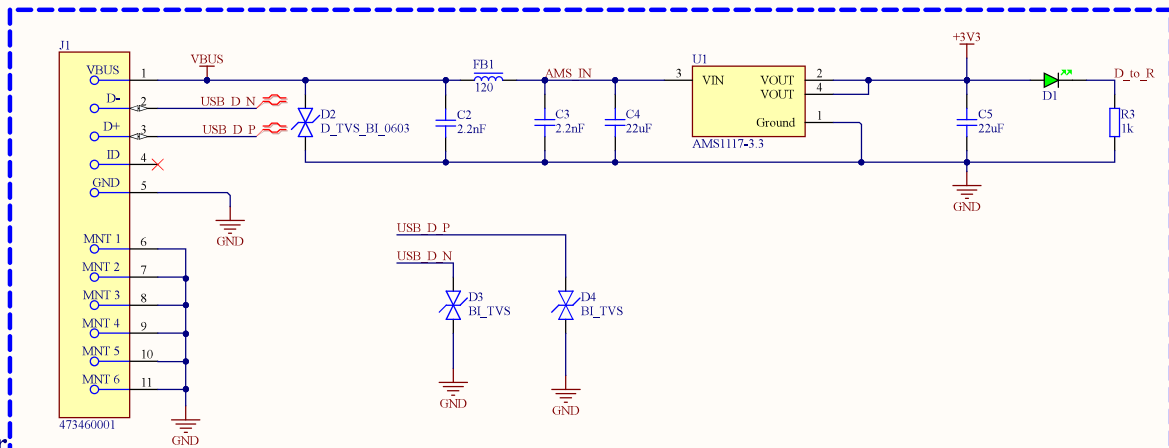 J1
VBUS 1
D- 2
D+ 3
ID 4
GND 5
MNT 1 6
MNT 2 7
MNT 3 8
MNT 4 9
MNT 5 10
MNT 6 11
473460001
GND
GND
VBUS
USB_D_N
USB_D_P
D2
D_TVS_BI_0603
C2
2.2nF
FB1
120
AMS_IN
C3
2.2nF
C4
22uF
U1
3 VIN
VOUT 2
VOUT 4
Ground 1
AMS1117-3.3
+3V3
C5
22uF
GND
D1
D_to_R
R3
1k
USB_D_P
USB_D_N
D3
BI_TVS
GND
D4
BI_TVS
GND
r